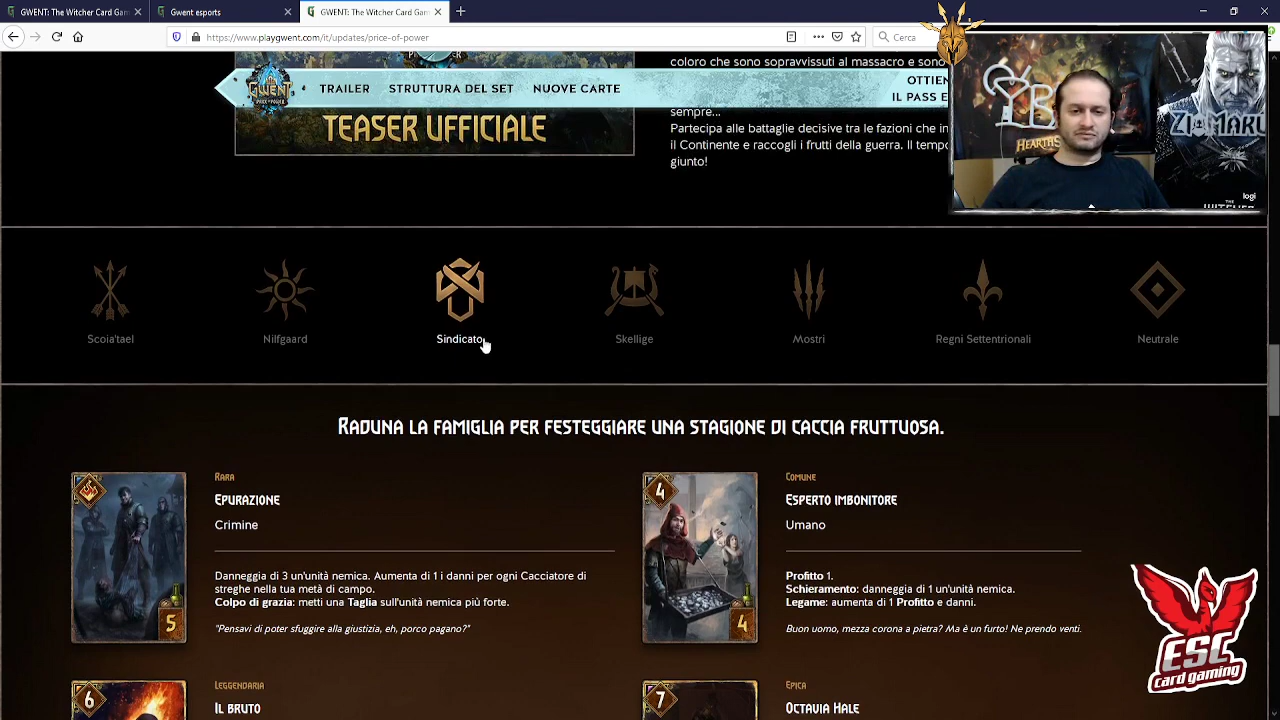 GWENT: The Witcher Card Gam
Gwent esports
GWENT: The Witcher Card Gam
https://www.playgwent.com/it/updates/price-of-power
Cerca
coloro che sono sopravvissuti al massacro e sono
GWENT
TRAILER
STRUTTURA DEL SET
NUOVE CARTE
OTTIEN
IL PASS E
TEASER UFFICIALE
sempre...
Partecipa alle battaglie decisive tra le fazioni che in
il Continente e raccogli i frutti della guerra. Il tempo
giunto!
HEARTHS
logi
THE
Scoia'tael
Nilfgaard
Sindicato
Skellige
Mostri
Regni Settentrionali
Neutrale
Raduna la famiglia per festeggiare una stagione di caccia fruttuosa.
Rara
Epurazione
Crimine
Danneggia di 3 un'unità nemica. Aumenta di 1 i danni per ogni Cacciatore di
streghe nella tua metà di campo.
Colpo di grazia: metti una Taglia sull'unità nemica più forte.
"Pensavi di poter sfuggire alla giustizia, eh, porco pagano?"
5
4
Comune
Esperto imbonitore
Umano
Profitto 1.
Schieramento: danneggia di 1 un'unità nemica.
Legame: aumenta di 1 Profitto e danni.
Buon uomo, mezza corona a pietra? Ma è un furto! Ne prendo venti.
4
6
Leggendaria
Il Bruto
7
Epica
Octavia Hale
ESC
card gaming